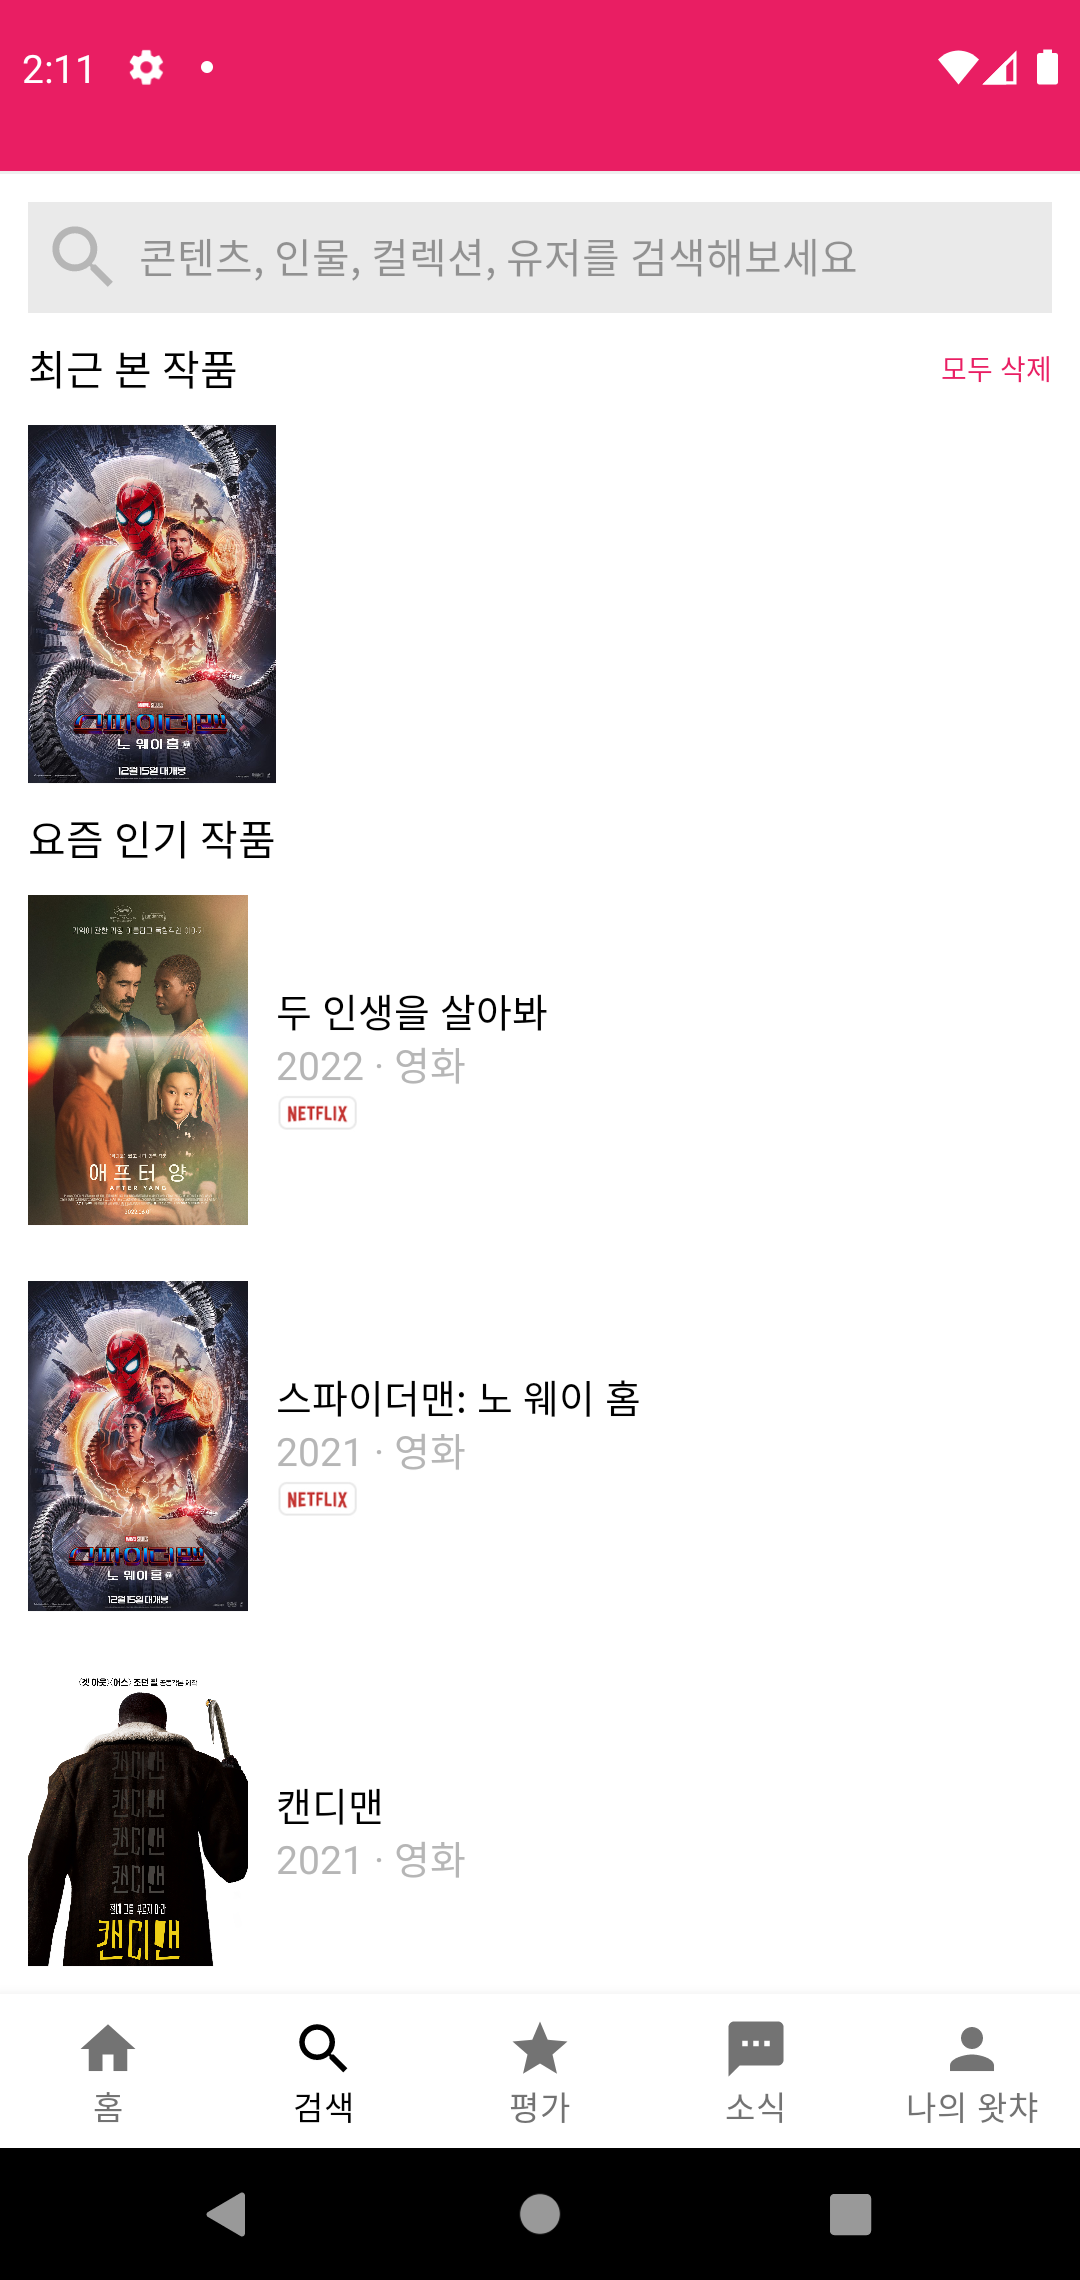 2:11
콘텐츠, 인물, 컬렉션, 유저를 검색해보세요
최근 본 작품
모두 삭제
스파이더맨
노 웨이 홈
12월 15일 대개봉
요즘 인기 작품
애프터 양
AFTER YANG
두 인생을 살아봐
2022 · 영화
NETFLIX
스파이더맨
노 웨이 홈
12월 15일 대개봉
스파이더맨: 노 웨이 홈
2021 · 영화
NETFLIX
캔디맨
캔디맨
캔디맨
캔디맨
캔디맨
캔디맨
2021 · 영화
홈
검색
평가
소식
나의 왓챠